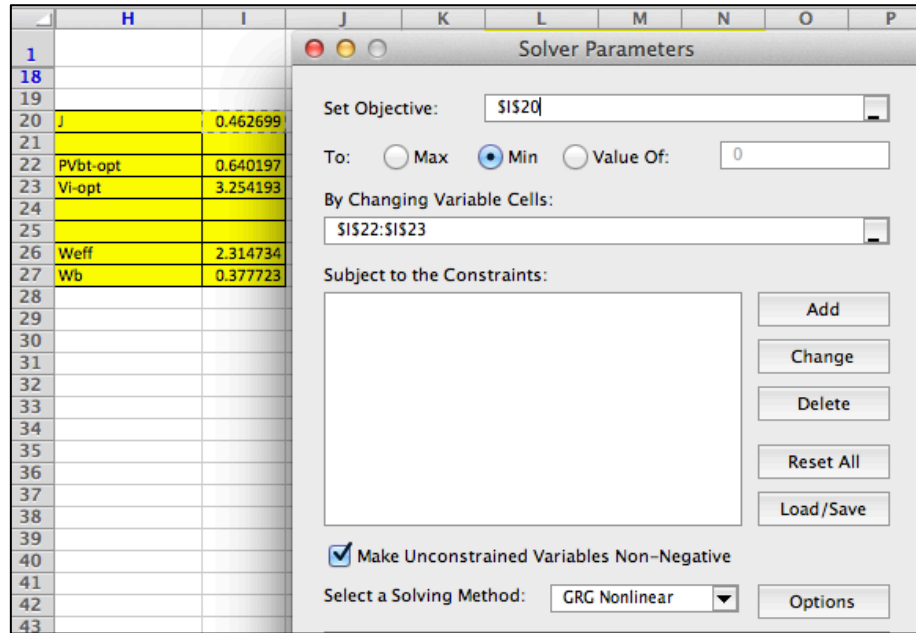 H I J K L M N O P
1 Solver Parameters
18
19
Set Objective: $I$20
20 J 0.462699
21
To: Max Min Value Of: 0
22 PVbt-opt 0.640197
23 Vi-opt 3.254193
By Changing Variable Cells:
24
25 $I$22:$I$23
26 Weff 2.314734
27 Wb 0.377723
Subject to the Constraints:
28
29 Add
30
31 Change
32
33 Delete
34
35 Reset All
36
37 Load/Save
38
39
40 Make Unconstrained Variables Non-Negative
41
42 Select a Solving Method: GRG Nonlinear Options
43